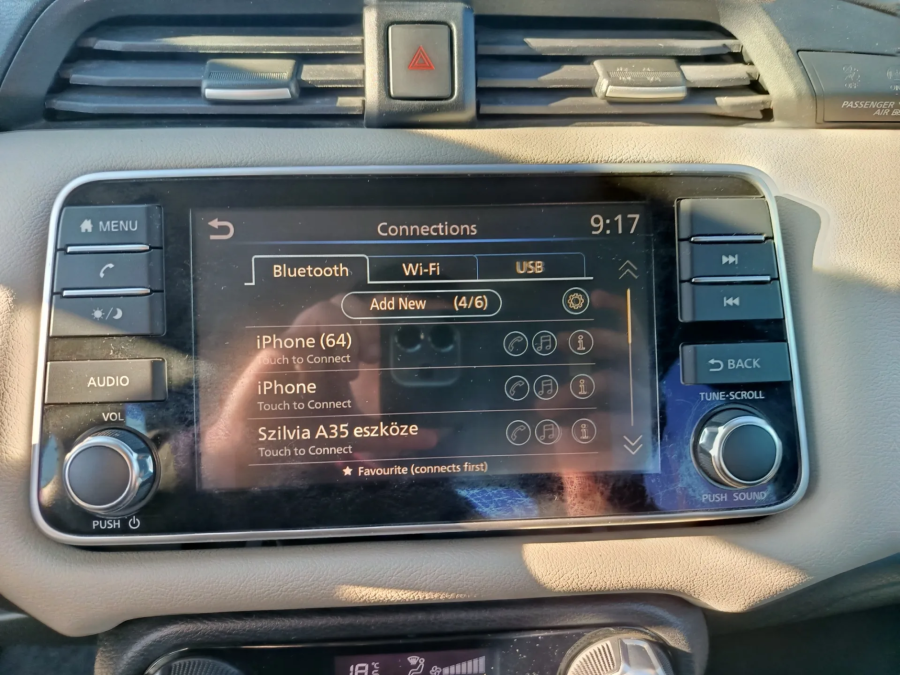 PASSENGER
AIR
MENU
Connections
9:17
Bluetooth
Wi-Fi
USB
Add New (4/6)
iPhone (64)
Touch to Connect
iPhone
Touch to Connect
Szilvia A35 eszköze
Touch to Connect
Favourite (connects first)
AUDIO
VOL
PUSH
BACK
TUNE-SCROLL
PUSH SOUND
18°C